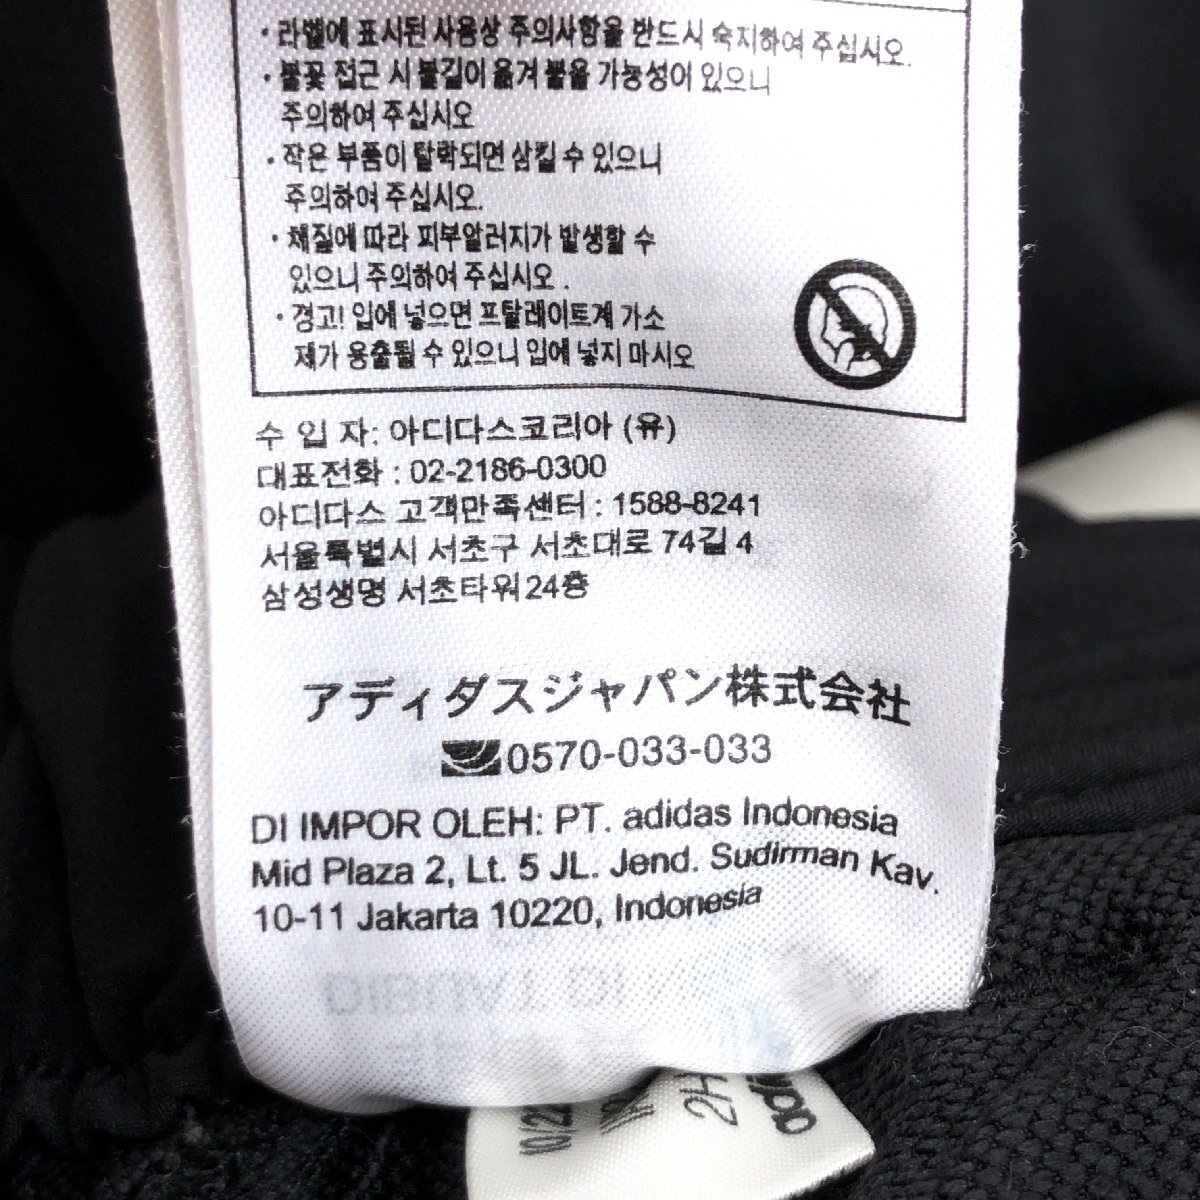 · 라벨에 표시된 사용상 주의사항을 반드시 숙지하여 주십시오.
· 불꽃 접근 시 불길이 옮겨 붙을 가능성이 있으니
주의하여 주십시오
· 작은 부품이 탈락되면 삼킬 수 있으니
주의하여 주십시오.
· 재질에 따라 피부알러지가 발생할 수
있으니 주의하여 주십시오 .
· 경고! 입에 넣으면 프탈레이트계 가소
제가 용출될 수 있으니 입에 넣지 마시오
수 입 자: 아디다스코리아 (유)
대표전화 : 02-2186-0300
아디다스 고객만족센터 : 1588-8241
서울특별시 서초구 서초대로 74길 4
삼성생명 서초타워24층
アディダスジャパン株式会社
0570-033-033
DI IMPOR OLEH: PT. adidas Indonesia
Mid Plaza 2, Lt. 5 JL. Jend. Sudirman Kav.
10-11 Jakarta 10220, Indonesia